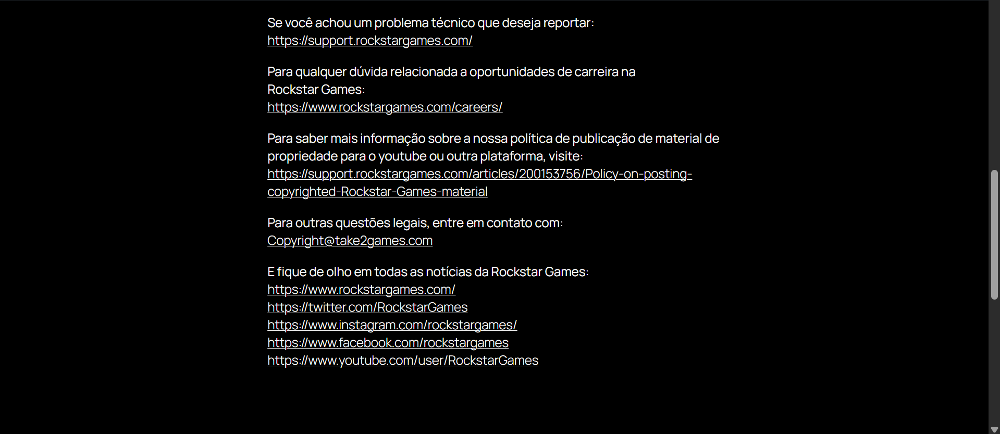 Se você achou um problema técnico que deseja reportar:
https://support.rockstargames.com/
Para qualquer dúvida relacionada a oportunidades de carreira na
Rockstar Games:
https://www.rockstargames.com/careers/
Para saber mais informação sobre a nossa política de publicação de material de
propriedade para o youtube ou outra plataforma, visite:
https://support.rockstargames.com/articles/200153756/Policy-on-posting-
copyrighted-Rockstar-Games-material
Para outras questões legais, entre em contato com:
Copyright@take2games.com
E fique de olho em todas as notícias da Rockstar Games:
https://www.rockstargames.com/
https://twitter.com/RockstarGames
https://www.instagram.com/rockstargames/
https://www.facebook.com/rockstargames
https://www.youtube.com/user/RockstarGames